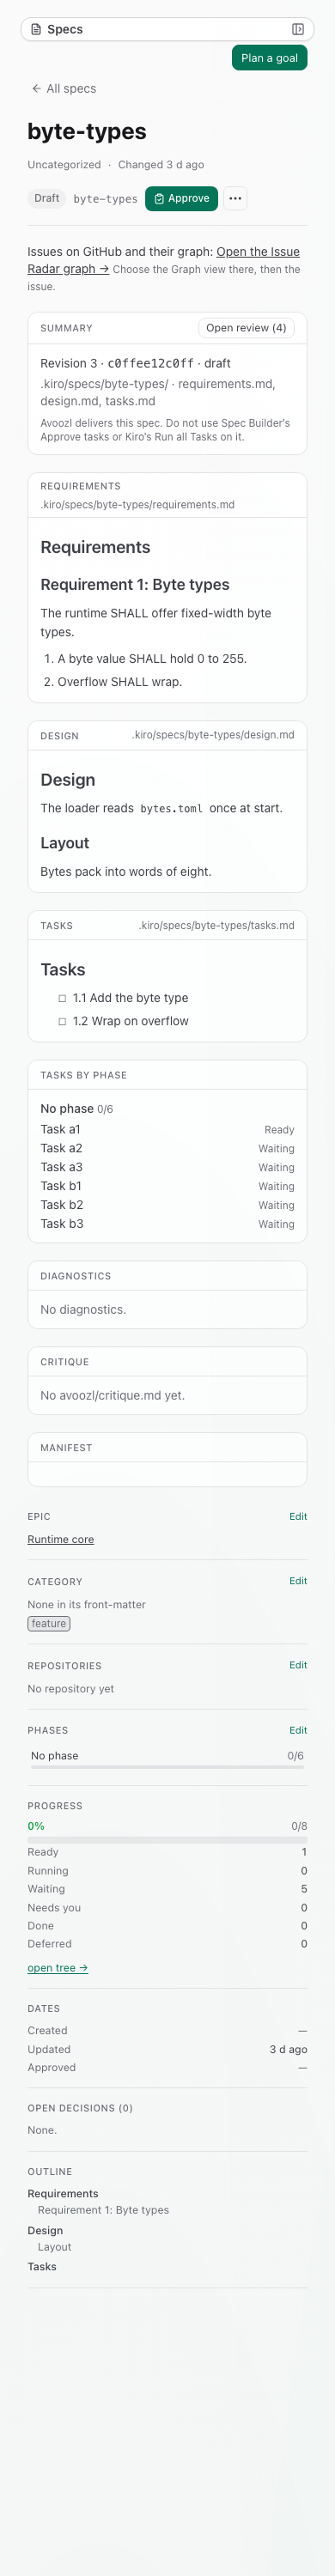 Specs
Plan a goal
← All specs
byte-types
Uncategorized · Changed 3 d ago
Draft byte-types Approve ···
Issues on GitHub and their graph: Open the Issue
Radar graph → Choose the Graph view there, then the
issue.
SUMMARY Open review (4)
Revision 3 · c0ffee12c0ff · draft
.kiro/specs/byte-types/ · requirements.md,
design.md, tasks.md
Avoozl delivers this spec. Do not use Spec Builder's
Approve tasks or Kiro's Run all Tasks on it.
REQUIREMENTS
.kiro/specs/byte-types/requirements.md
Requirements
Requirement 1: Byte types
The runtime SHALL offer fixed-width byte
types.
1. A byte value SHALL hold 0 to 255.
2. Overflow SHALL wrap.
DESIGN .kiro/specs/byte-types/design.md
Design
The loader reads bytes.toml once at start.
Layout
Bytes pack into words of eight.
TASKS .kiro/specs/byte-types/tasks.md
Tasks
1.1 Add the byte type
1.2 Wrap on overflow
TASKS BY PHASE
No phase 0/6
Task a1 Ready
Task a2 Waiting
Task a3 Waiting
Task b1 Waiting
Task b2 Waiting
Task b3 Waiting
DIAGNOSTICS
No diagnostics.
CRITIQUE
No avoozl/critique.md yet.
MANIFEST
EPIC Edit
Runtime core
CATEGORY Edit
None in its front-matter
feature
REPOSITORIES Edit
No repository yet
PHASES Edit
No phase 0/6
PROGRESS
0% 0/8
Ready 1
Running 0
Waiting 5
Needs you 0
Done 0
Deferred 0
open tree →
DATES
Created —
Updated 3 d ago
Approved —
OPEN DECISIONS (0)
None.
OUTLINE
Requirements
Requirement 1: Byte types
Design
Layout
Tasks